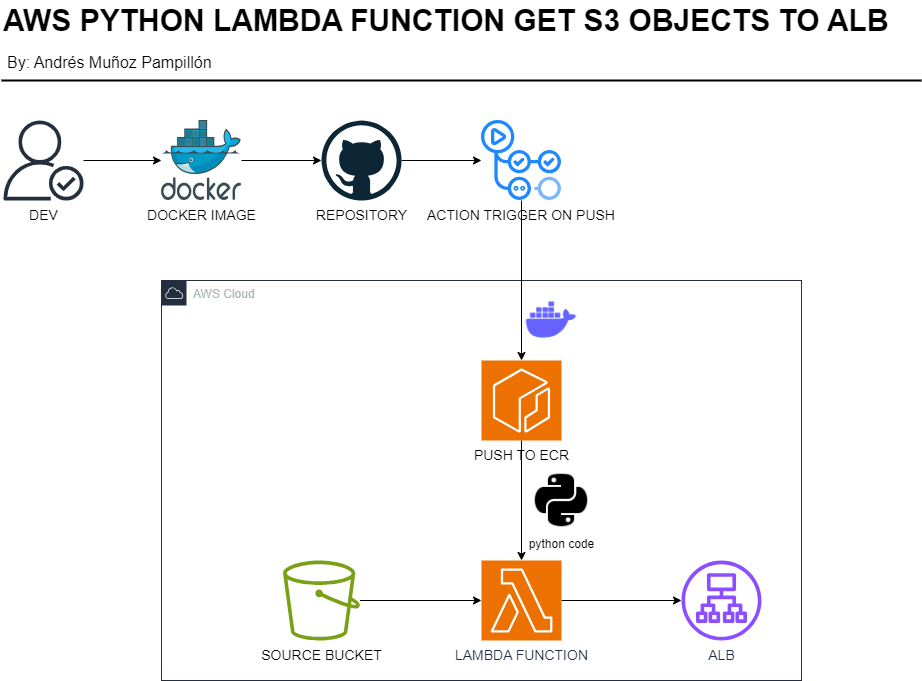 AWS PYTHON LAMBDA FUNCTION GET S3 OBJECTS TO ALB
By: Andrés Muñoz Pampillón
docker
DEV
DOCKER IMAGE
REPOSITORY
ACTION TRIGGER ON PUSH
AWS Cloud
PUSH TO ECR
python code
SOURCE BUCKET
LAMBDA FUNCTION
ALB